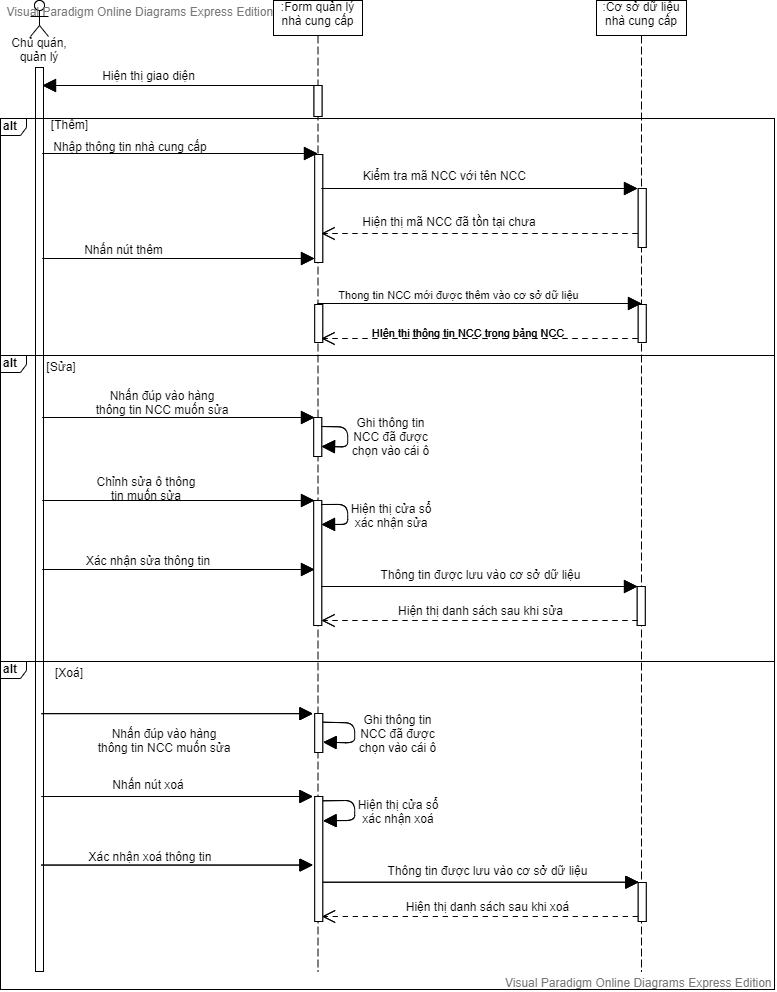 Visual Paradigm Online Diagrams Express Edition
:Form quản lý
nhà cung cấp
:Cơ sở dữ liệu
nhà cung cấp
Chủ quán,
quản lý
Hiện thị giao diện
alt
[Thêm]
Nhập thông tin nhà cung cấp
Kiểm tra mã NCC với tên NCC
Hiện thị mã NCC đã tồn tại chưa
Nhấn nút thêm
Thong tin NCC mới được thêm vào cơ sở dữ liệu
Hiện thị thông tin NCC trong bảng NCC
alt
[Sửa]
Nhấn đúp vào hàng
thông tin NCC muốn sửa
Ghi thông tin
NCC đã được
chọn vào cái ô
Chỉnh sửa ô thông
tin muốn sửa
Hiện thị cửa sổ
xác nhận sửa
Xác nhận sửa thông tin
Thông tin được lưu vào cơ sở dữ liệu
Hiện thị danh sách sau khi sửa
alt
[Xoá]
Ghi thông tin
NCC đã được
chọn vào cái ô
Nhấn đúp vào hàng
thông tin NCC muốn sửa
Nhấn nút xoá
Hiện thị cửa sổ
xác nhận xoá
Xác nhận xoá thông tin
Thông tin được lưu vào cơ sở dữ liệu
Hiện thị danh sách sau khi xoá
Visual Paradigm Online Diagrams Express Edition